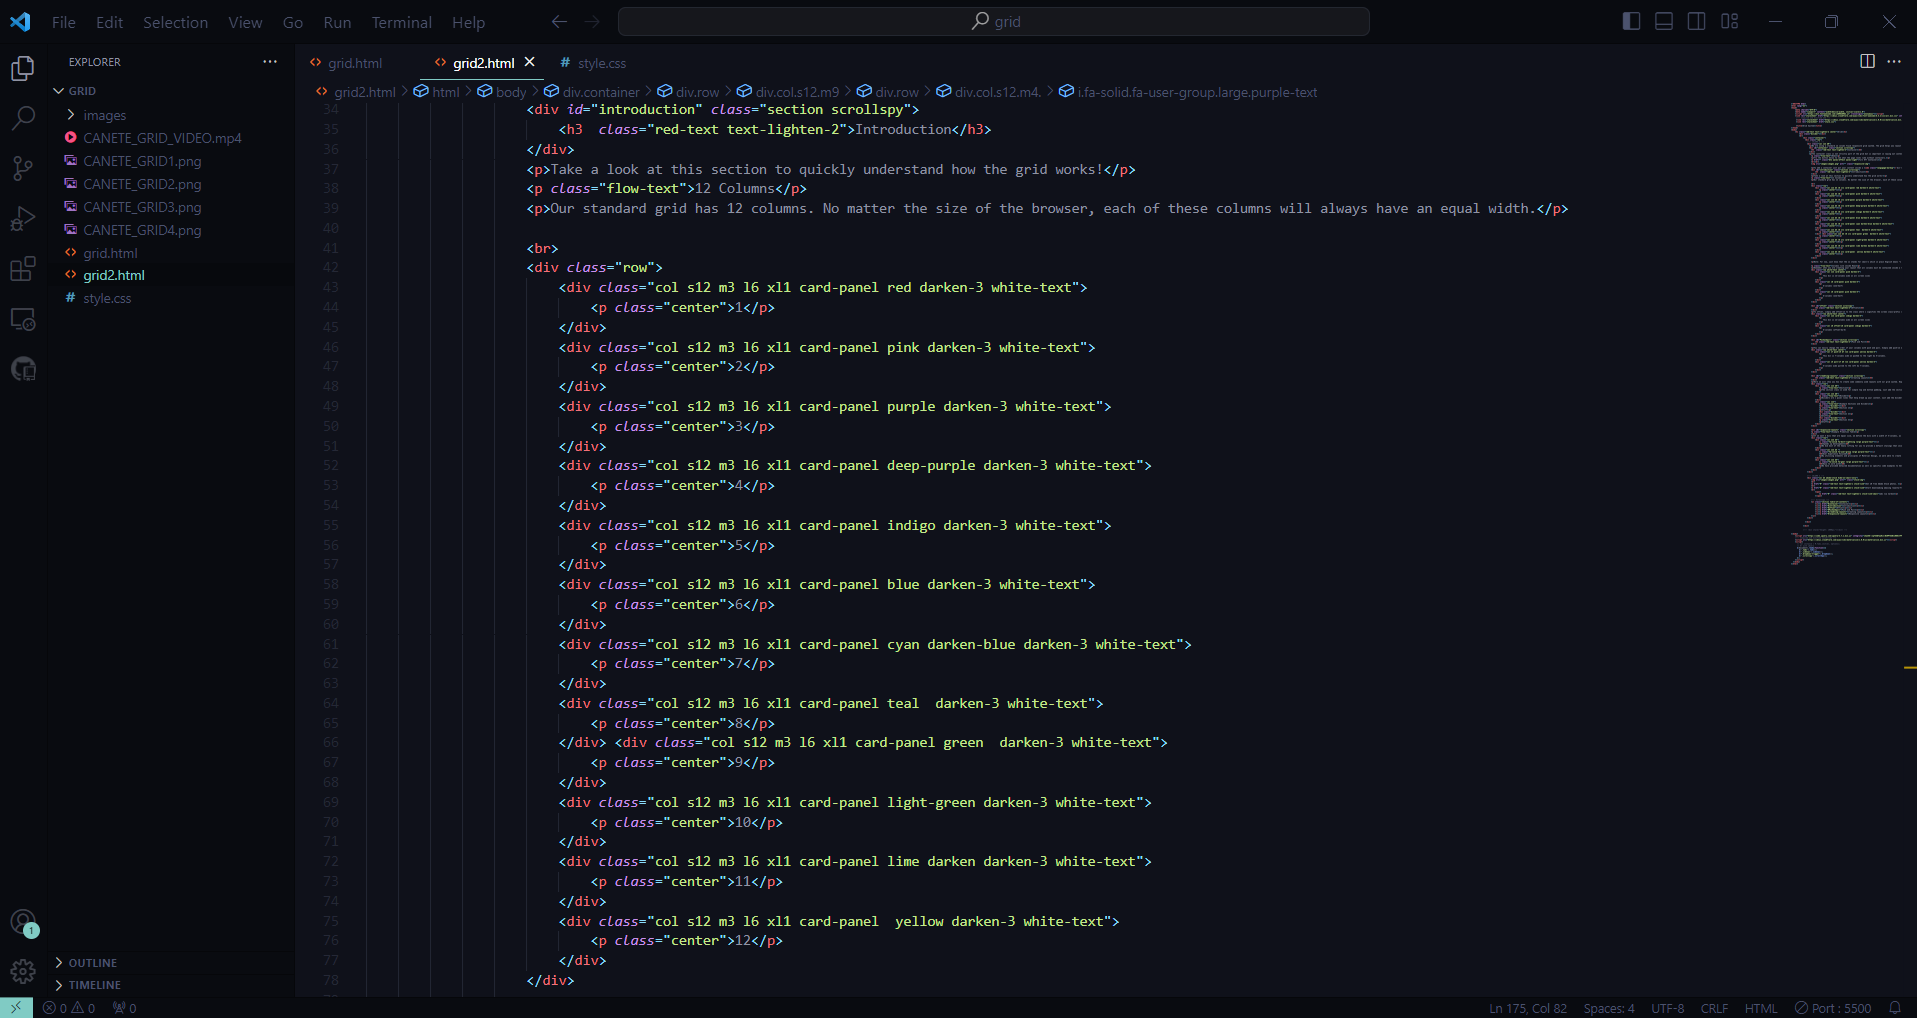 File Edit Selection View Go Run Terminal Help
grid
EXPLORER
GRID
images
CANETE_GRID_VIDEO.mp4
CANETE_GRID1.png
CANETE_GRID2.png
CANETE_GRID3.png
CANETE_GRID4.png
grid.html
grid2.html
style.css
OUTLINE
TIMELINE
1
grid.html grid2.html style.css
grid2.html > html > body > div.container > div.row > div.col.s12.m9 > div.row > div.col.s12.m4. > i.fa-solid.fa-user-group.large.purple-text
34 <div id="introduction" class="section scrollspy">
35 <h3  class="red-text text-lighten-2">Introduction</h3>
36 </div>
37 <p>Take a look at this section to quickly understand how the grid works!</p>
38 <p class="flow-text">12 Columns</p>
39 <p>Our standard grid has 12 columns. No matter the size of the browser, each of these columns will always have an equal width.</p>
40
41 <br>
42 <div class="row">
43 <div class="col s12 m3 l6 xl1 card-panel red darken-3 white-text">
44 <p class="center">1</p>
45 </div>
46 <div class="col s12 m3 l6 xl1 card-panel pink darken-3 white-text">
47 <p class="center">2</p>
48 </div>
49 <div class="col s12 m3 l6 xl1 card-panel purple darken-3 white-text">
50 <p class="center">3</p>
51 </div>
52 <div class="col s12 m3 l6 xl1 card-panel deep-purple darken-3 white-text">
53 <p class="center">4</p>
54 </div>
55 <div class="col s12 m3 l6 xl1 card-panel indigo darken-3 white-text">
56 <p class="center">5</p>
57 </div>
58 <div class="col s12 m3 l6 xl1 card-panel blue darken-3 white-text">
59 <p class="center">6</p>
60 </div>
61 <div class="col s12 m3 l6 xl1 card-panel cyan darken-blue darken-3 white-text">
62 <p class="center">7</p>
63 </div>
64 <div class="col s12 m3 l6 xl1 card-panel teal  darken-3 white-text">
65 <p class="center">8</p>
66 </div> <div class="col s12 m3 l6 xl1 card-panel green  darken-3 white-text">
67 <p class="center">9</p>
68 </div>
69 <div class="col s12 m3 l6 xl1 card-panel light-green darken-3 white-text">
70 <p class="center">10</p>
71 </div>
72 <div class="col s12 m3 l6 xl1 card-panel lime darken darken-3 white-text">
73 <p class="center">11</p>
74 </div>
75 <div class="col s12 m3 l6 xl1 card-panel  yellow darken-3 white-text">
76 <p class="center">12</p>
77 </div>
78 </div>
0 0 0 Ln 175, Col 82 Spaces: 4 UTF-8 CRLF HTML Port : 5500